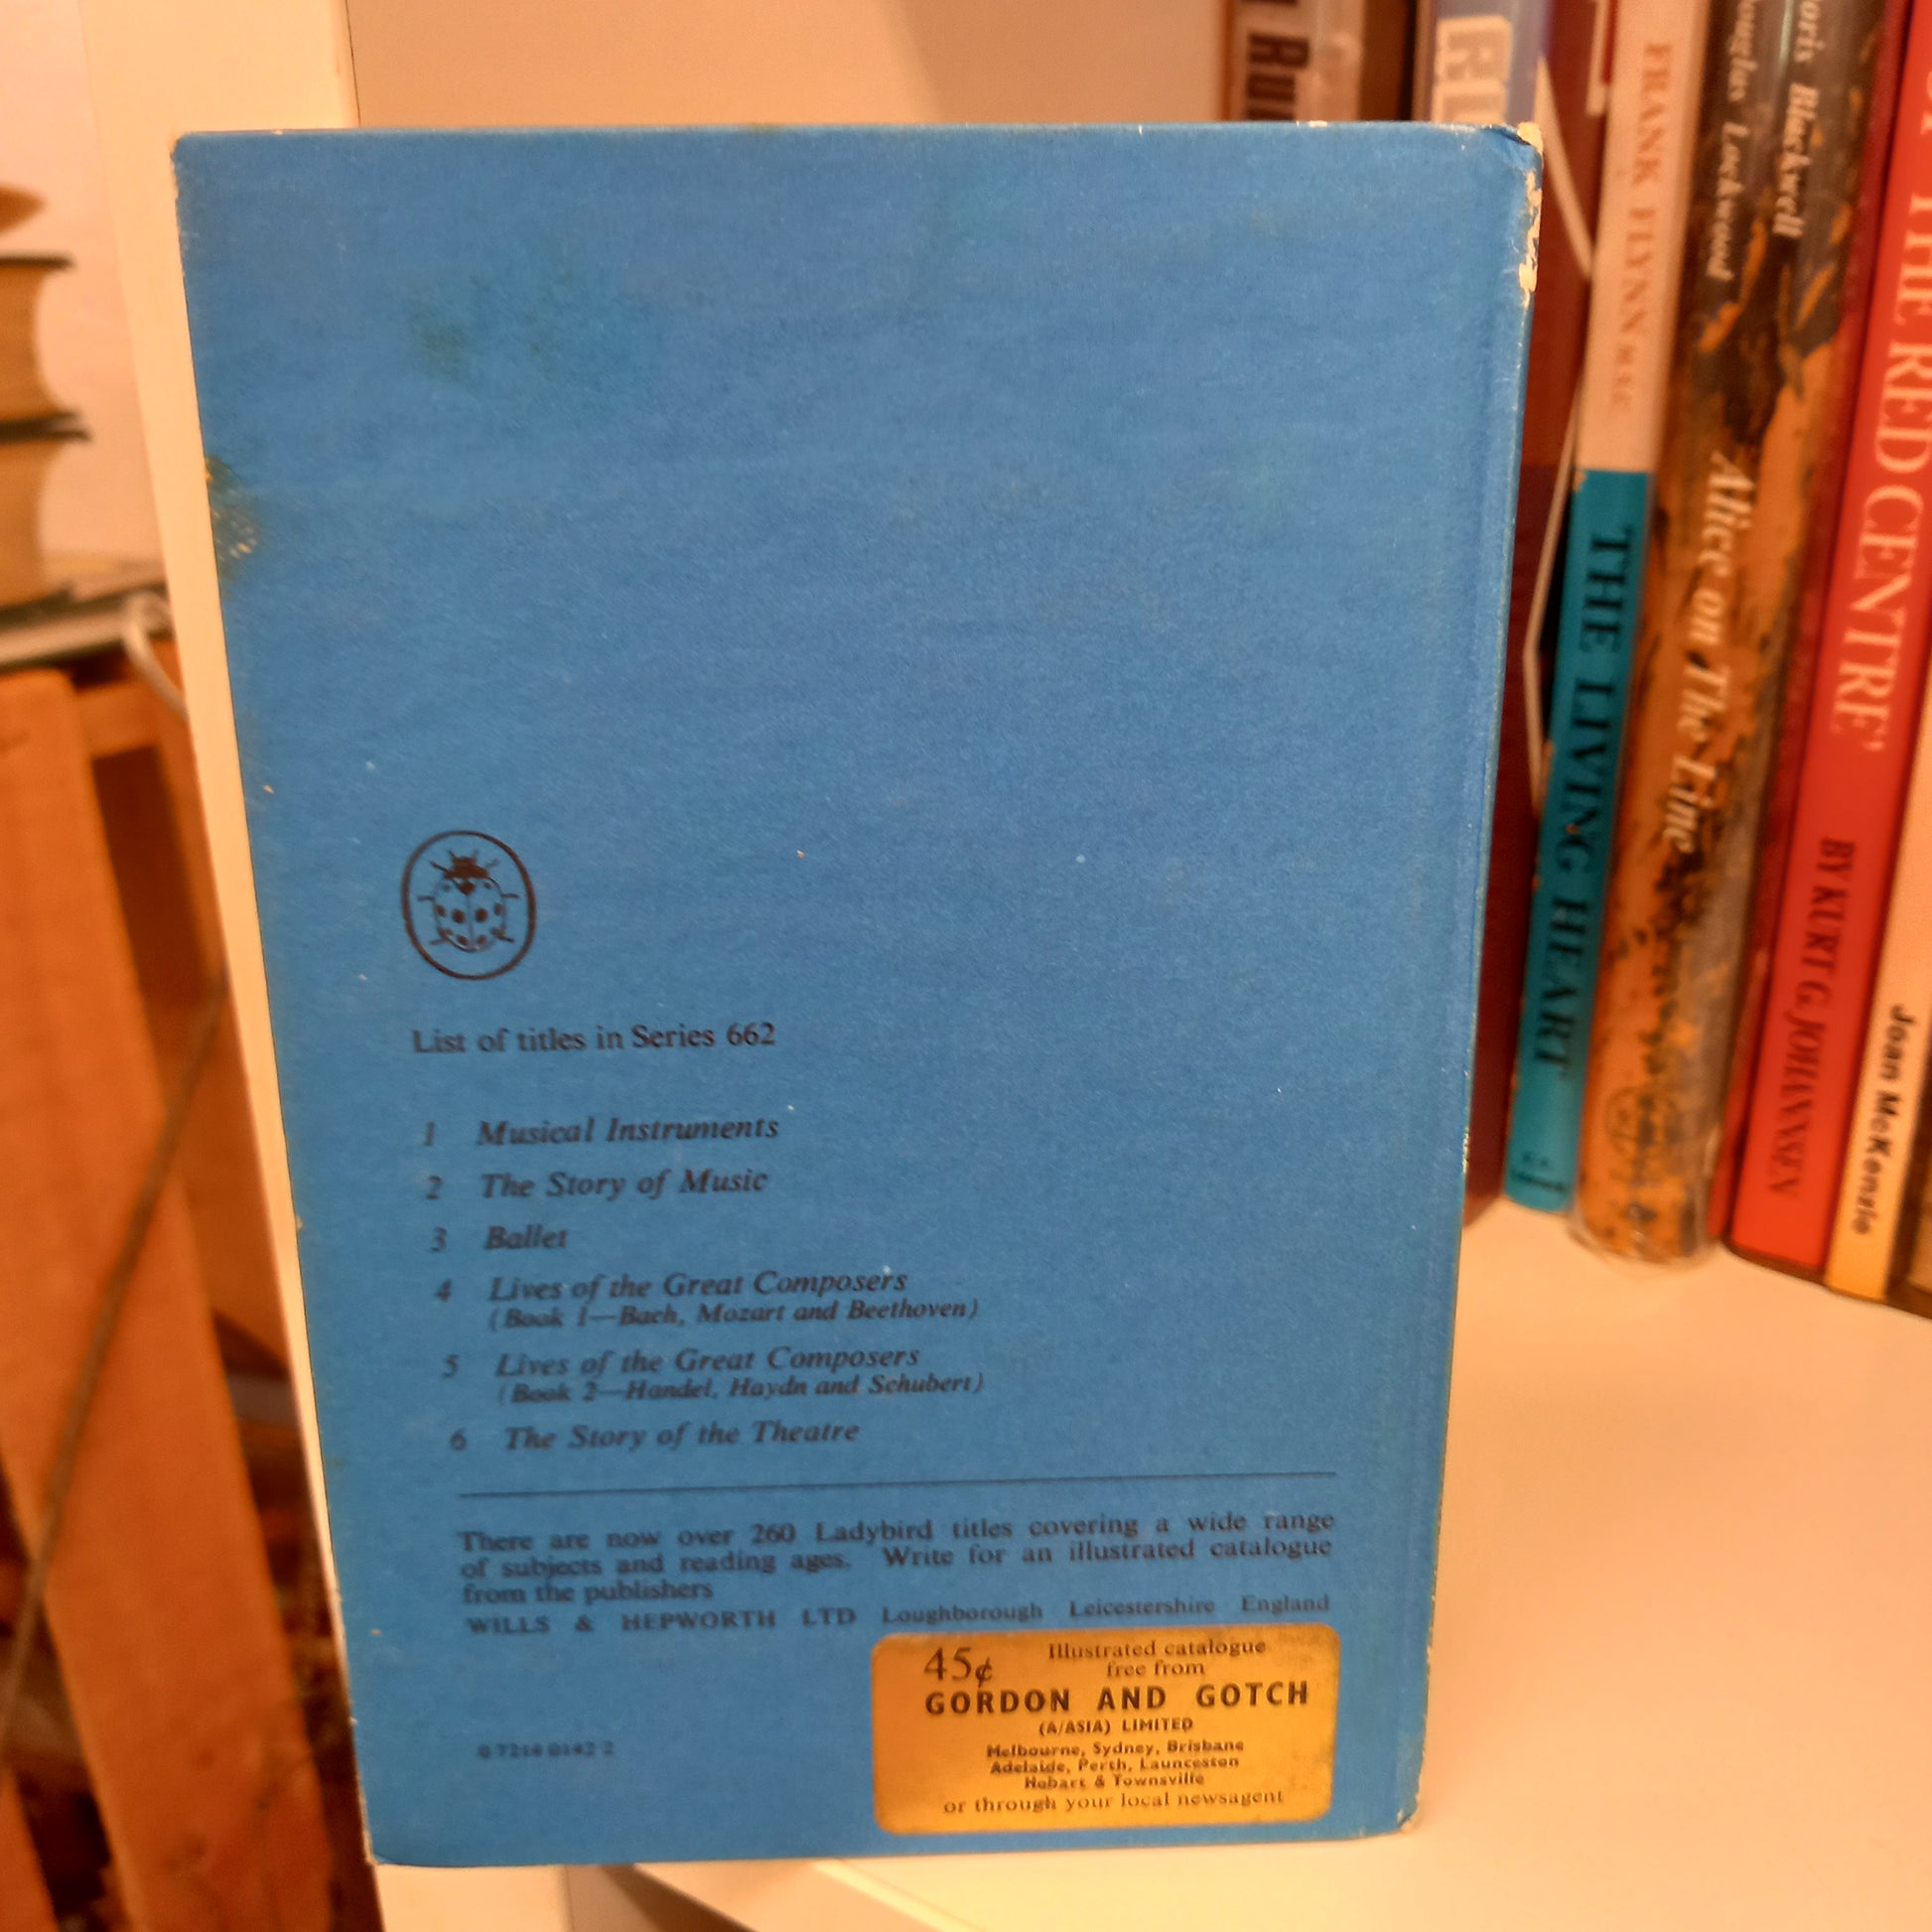 List of titles in Series 662
1 Musical Instruments
2 The Story of Music
3 Ballet
4 Lives of the Great Composers
(Book 1—Bach, Mozart and Beethoven)
5 Lives of the Great Composers
(Book 2—Handel, Haydn and Schubert)
6 The Story of the Theatre
There are now over 260 Ladybird titles covering a wide range
of subjects and reading ages. Write for an illustrated catalogue
from the publishers
WILLS & HEPWORTH LTD Loughborough Leicestershire England
45¢ Illustrated catalogue
free from
GORDON AND GOTCH
(A/ASIA) LIMITED
Melbourne, Sydney, Brisbane
Adelaide, Perth, Launceston
Hobart & Townsville
or through your local newsagent
0 7214 0142 2
FRANK FLYNN
THE LIVING HEART
Douglas Lockwood
Doris Blackwell
Alice on The Line
THE RED CENTRE'
BY KURT G. JOHANNSEN
Joan McKenzie